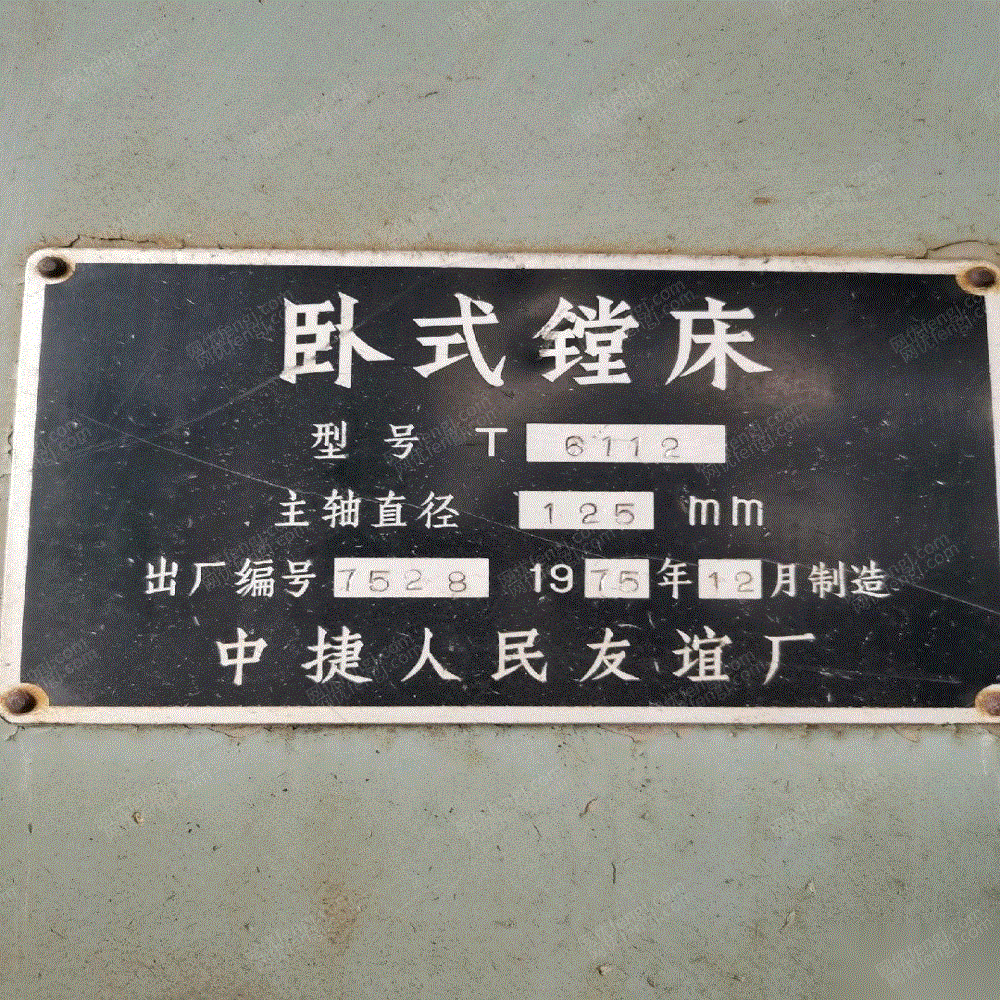 卧式镗床
型号 T 6112
主轴直径 125 mm
出厂编号 7528 1975年12月制造
中捷人民友谊厂